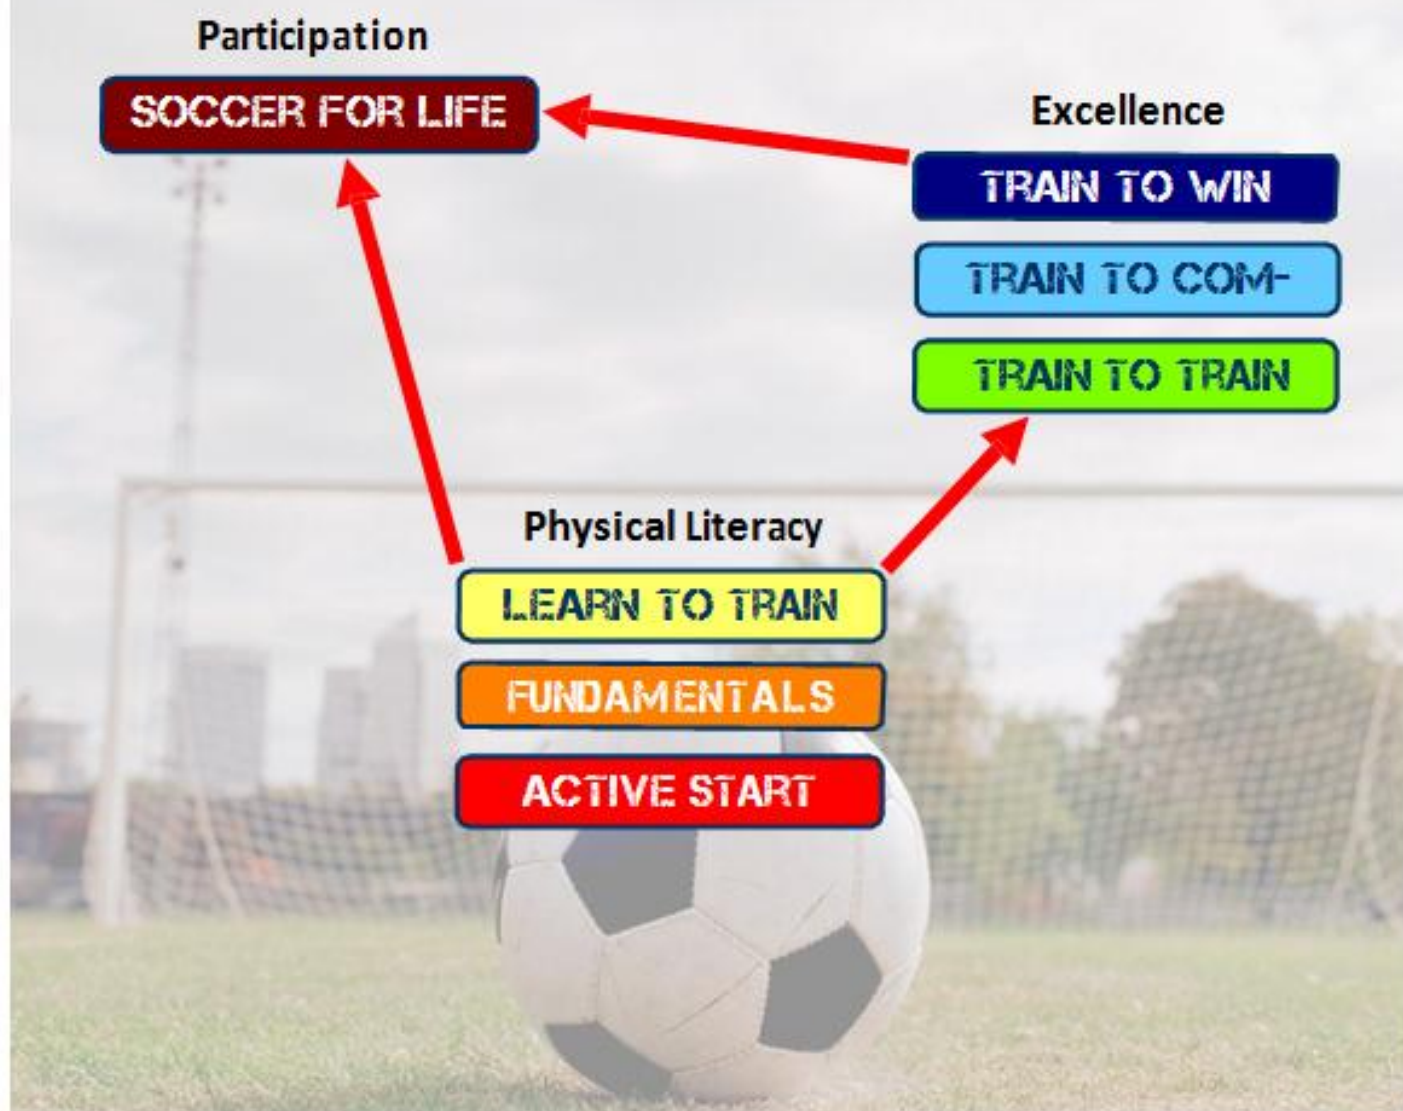 Participation
SOCCER FOR LIFE
Excellence
TRAIN TO WIN
TRAIN TO COM-
TRAIN TO TRAIN
Physical Literacy
LEARN TO TRAIN
FUNDAMENTALS
ACTIVE START